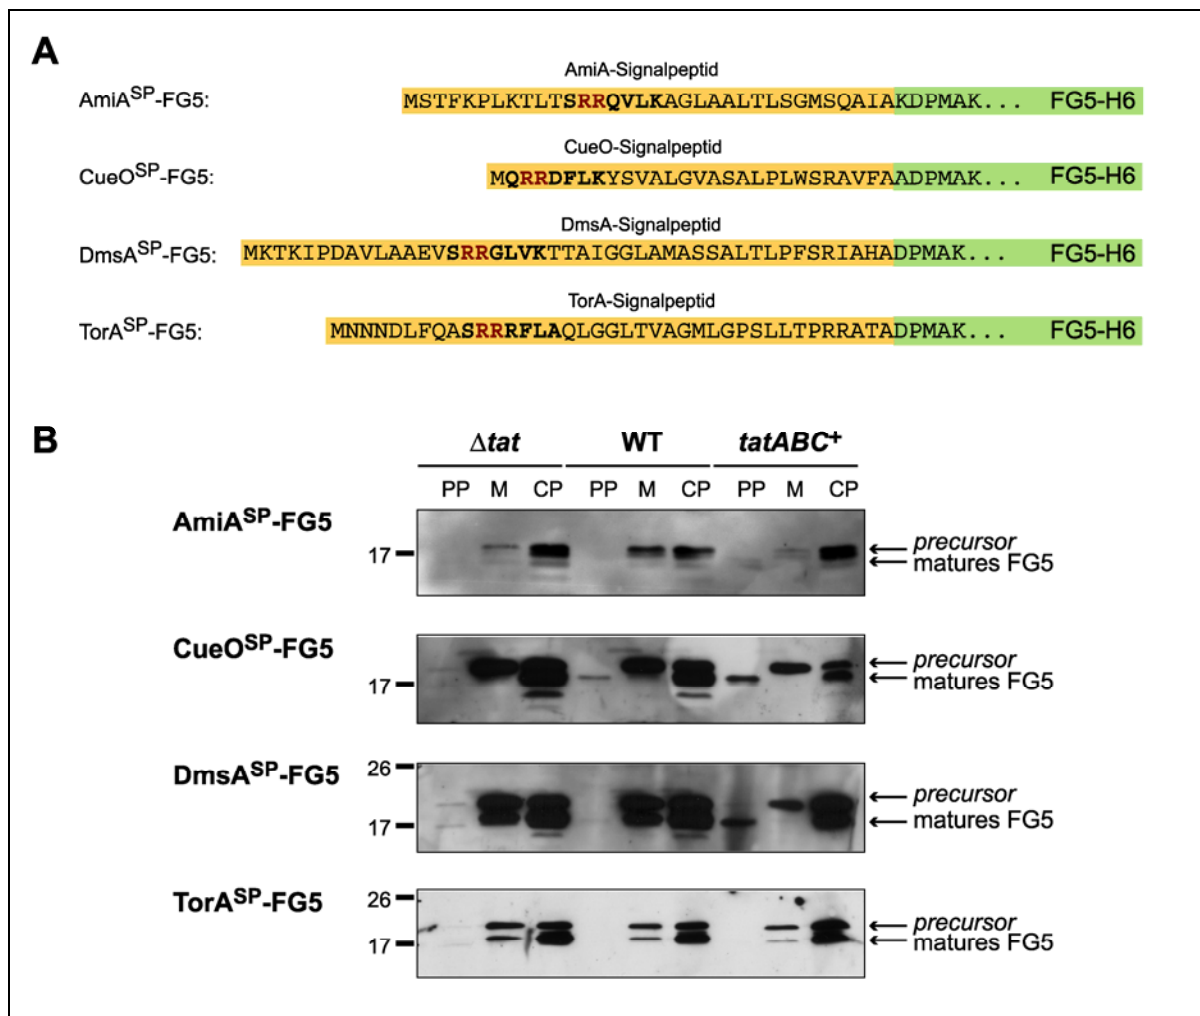 A
AmiA-Signalpeptid
AmiASP-FG5: MSTFKPLKTLTSRRQVLKAGLAALTLSGMSQAIAKDPMAK... FG5-H6
CueO-Signalpeptid
CueOSP-FG5: MQRRDFLKYSVALGVASALPLWSRAVFAADPMAK... FG5-H6
DmsA-Signalpeptid
DmsASP-FG5: MKTKIPDAVLAAEVSRRGLVKTTAIGGLAMASSALTLPFSRIAHADPMAK... FG5-H6
TorA-Signalpeptid
TorASP-FG5: MNNNDLFQASRRRFLAQLGGLTVAGMLGPSLLTPRRATADPMAK... FG5-H6
B
Δtat WT tatABC+
PP M CP PP M CP PP M CP
AmiASP-FG5
17
precursor
matures FG5
CueOSP-FG5
17
precursor
matures FG5
DmsASP-FG5
26
17
precursor
matures FG5
TorASP-FG5
26
17
precursor
matures FG5